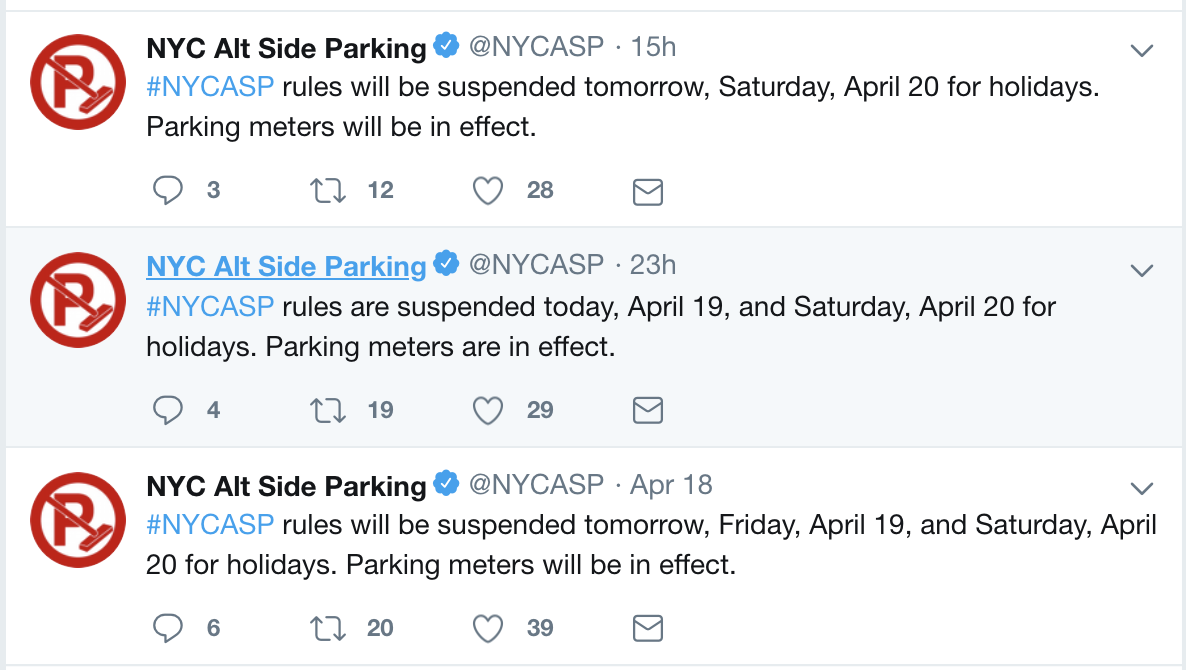 NYC Alt Side Parking @NYCASP · 15h
#NYCASP rules will be suspended tomorrow, Saturday, April 20 for holidays.
Parking meters will be in effect.
3 12 28
NYC Alt Side Parking @NYCASP · 23h
#NYCASP rules are suspended today, April 19, and Saturday, April 20 for
holidays. Parking meters are in effect.
4 19 29
NYC Alt Side Parking @NYCASP · Apr 18
#NYCASP rules will be suspended tomorrow, Friday, April 19, and Saturday, April
20 for holidays. Parking meters will be in effect.
6 20 39